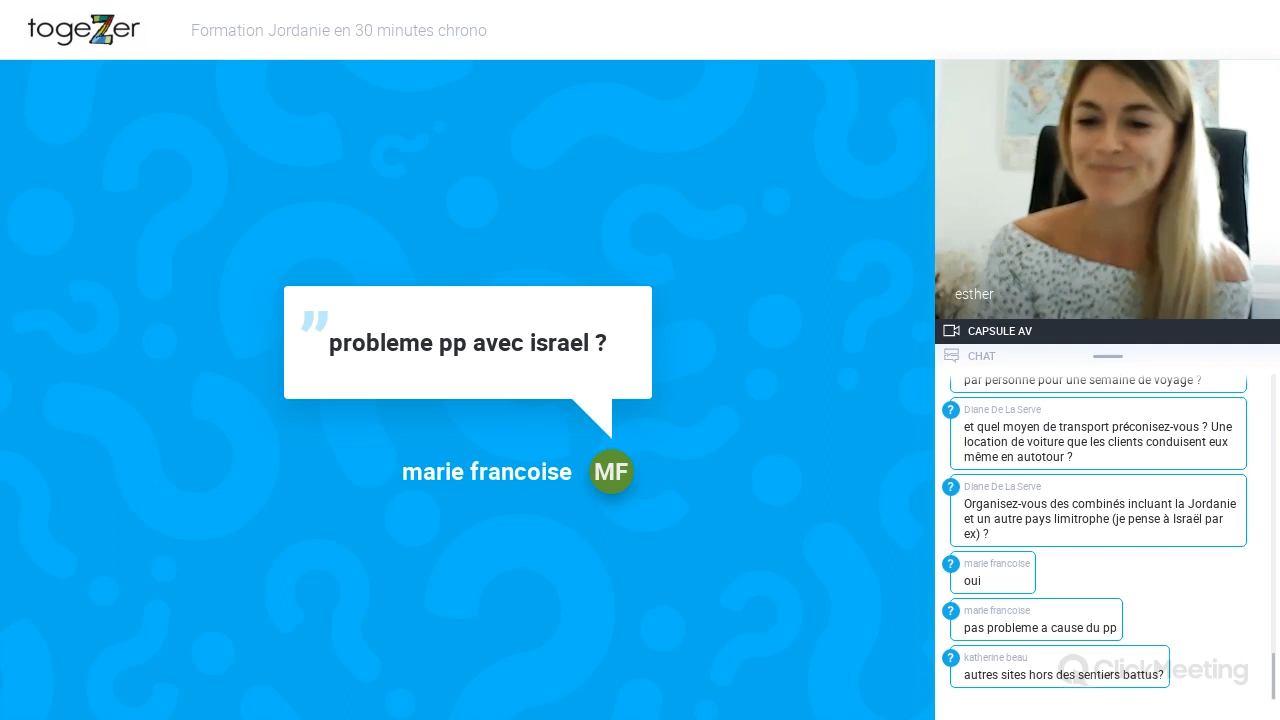 togeZer
Formation Jordanie en 30 minutes chrono
” probleme pp avec israel ?
marie francoise MF
esther
CAPSULE AV
CHAT
par personne pour une semaine de voyage ?
? Diane De La Serve
et quel moyen de transport préconisez-vous ? Une
location de voiture que les clients conduisent eux
même en autotour ?
? Diane De La Serve
Organisez-vous des combinés incluant la Jordanie
et un autre pays limitrophe (je pense à Israël par
ex) ?
? marie francoise
oui
? marie francoise
pas probleme a cause du pp
? katherine beau
autres sites hors des sentiers battus?
ClickMeeting